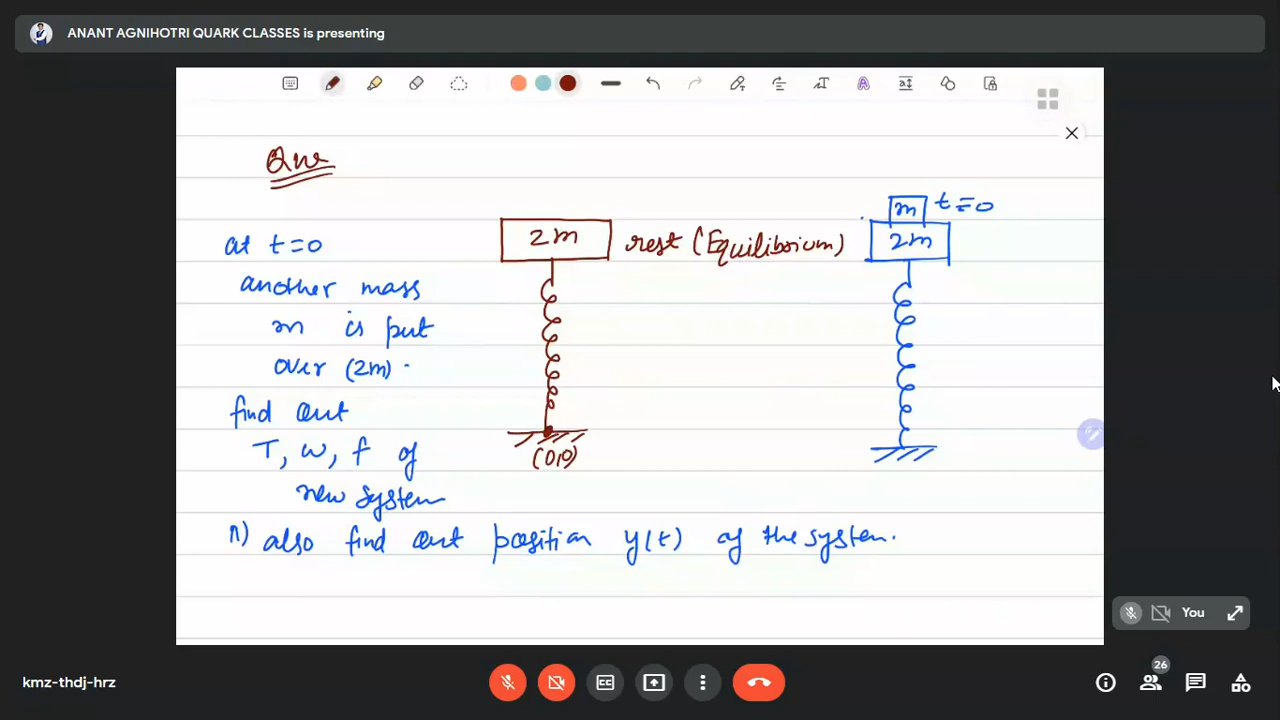 ANANT AGNIHOTRI QUARK CLASSES is presenting
Que
m t=0
2m rest (Equilibrium) 2m
at t=0
another mass
m is put
over (2m)
find out
T, w, f of (0,0)
new system
11) also find out position y(t) of the system.
You
kmz-thdj-hrz
26